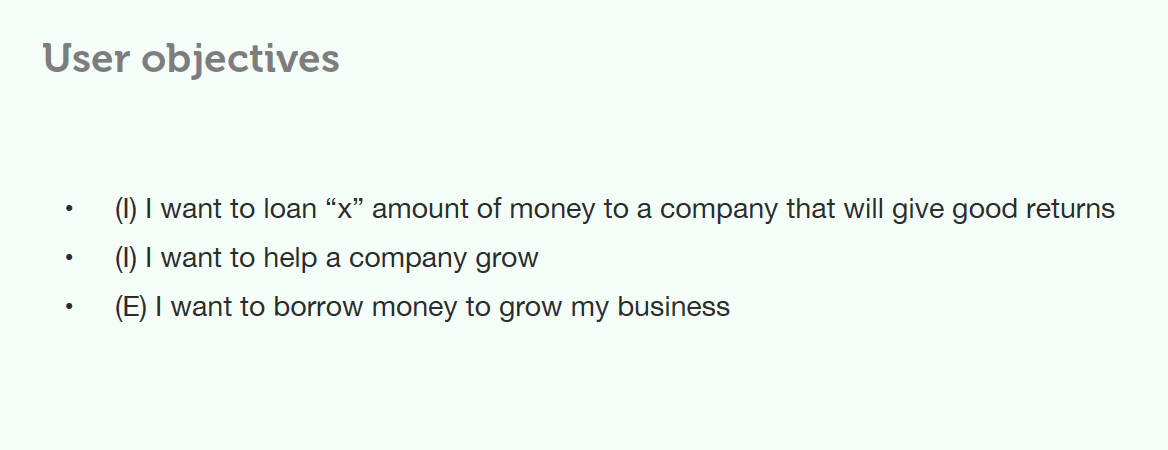 User objectives
• (I) I want to loan “x” amount of money to a company that will give good returns
• (I) I want to help a company grow
• (E) I want to borrow money to grow my business